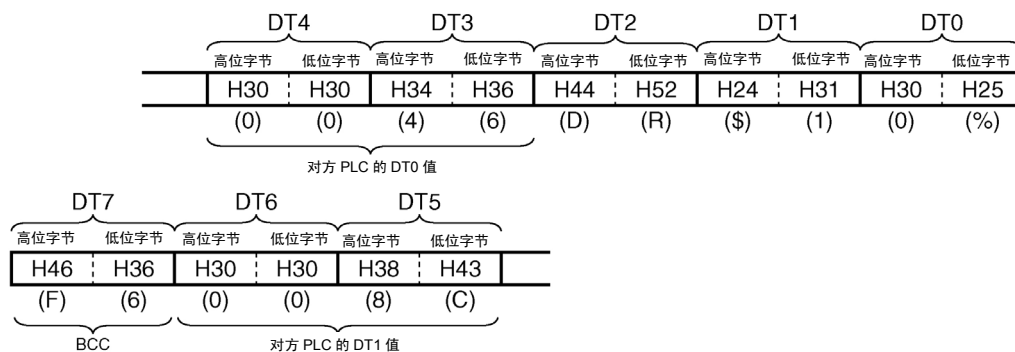 DT4 DT3 DT2 DT1 DT0
高位字节 低位字节 高位字节 低位字节 高位字节 低位字节 高位字节 低位字节 高位字节 低位字节
H30 H30 H34 H36 H44 H52 H24 H31 H30 H25
(0) (0) (4) (6) (D) (R) ($) (1) (0) (%)
对方 PLC 的 DT0 值
DT7 DT6 DT5
高位字节 低位字节 高位字节 低位字节 高位字节 低位字节
H46 H36 H30 H30 H38 H43
(F) (6) (0) (0) (8) (C)
BCC 对方 PLC 的 DT1 值